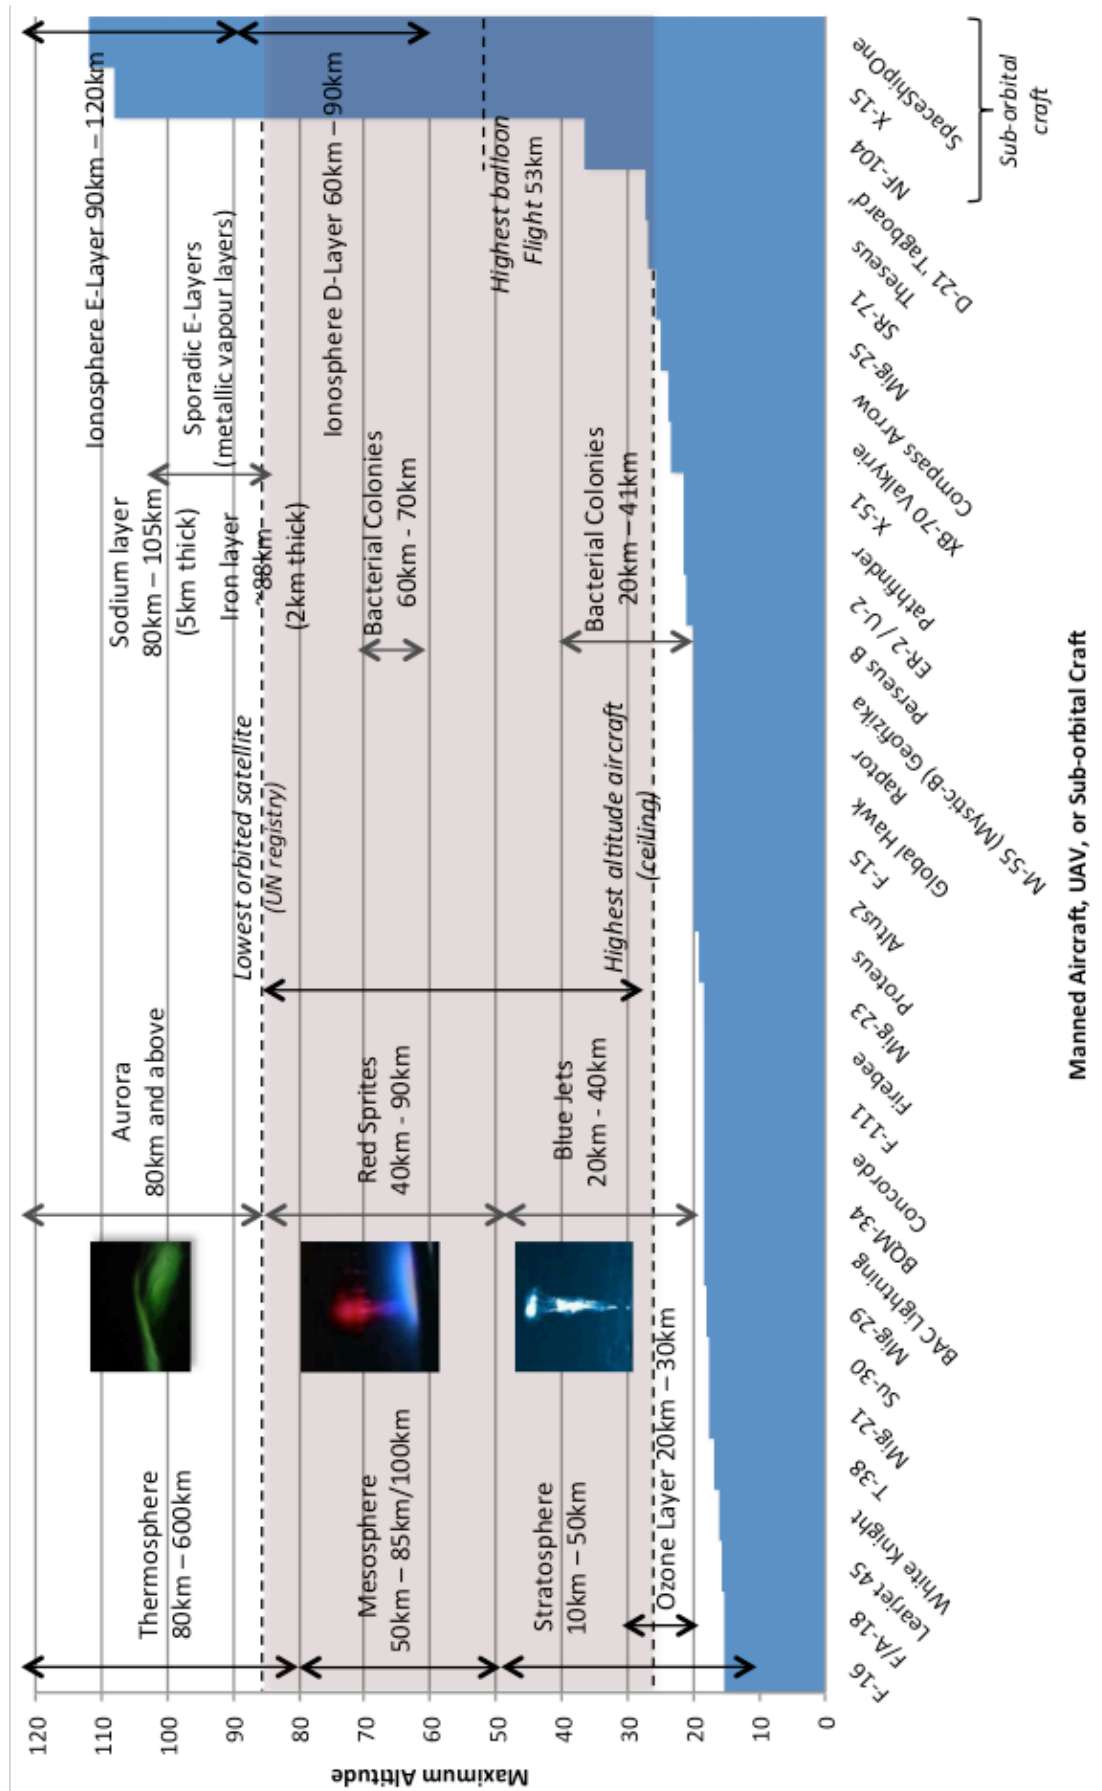 Maximum Altitude
120
110
100
90
80
70
60
50
40
30
20
10
0
Thermosphere
80km – 600km
Mesosphere
50km – 85km/100km
Stratosphere
10km – 50km
Ozone Layer 20km – 30km
Aurora
80km and above
Red Sprites
40km - 90km
Blue Jets
20km - 40km
Lowest orbited satellite
(UN registry)
Highest altitude aircraft
(ceiling)
Sodium layer
80km – 105km
(5km thick)
Iron layer
~88km
(2km thick)
Bacterial Colonies
60km - 70km
Bacterial Colonies
20km – 41km
Sporadic E-Layers
(metallic vapour layers)
Ionosphere E-Layer 90km – 120km
Ionosphere D-Layer 60km – 90km
Highest balloon
Flight 53km
F-16
F/A-18
Learjet 45
White Knight
T-38
Mig-21
Su-30
Mig-29
BAC Lightning
BQM-34
Concorde
F-111
Firebee
Mig-23
Proteus
Altus2
F-15
Global Hawk
Raptor
M-55 (Mystic-B) Geofizika
Perseus B
ER-2 / U-2
Pathfinder
X-51
XB-70 Valkyrie
Compass Arrow
Mig-25
SR-71
Theseus
D-21 'Tagboard'
NF-104
X-15
SpaceShipOne
Sub-orbital
craft
Manned Aircraft, UAV, or Sub-orbital Craft